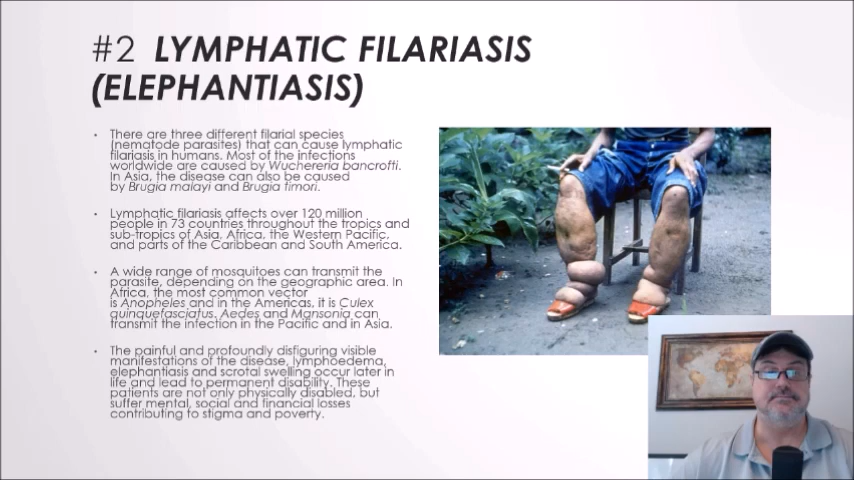 #2 LYMPHATIC FILARIASIS
(ELEPHANTIASIS)
• There are three different filarial species
(nematode parasites) that can cause lymphatic
filariasis in humans. Most of the infections
worldwide are caused by Wuchereria bancrofti.
In Asia, the disease can also be caused
by Brugia malayi and Brugia timori.
• Lymphatic filariasis affects over 120 million
people in 73 countries throughout the tropics and
sub-tropics of Asia, Africa, the Western Pacific,
and parts of the Caribbean and South America.
• A wide range of mosquitoes can transmit the
parasite, depending on the geographic area. In
Africa, the most common vector
is Anopheles and in the Americas, it is Culex
quinquefasciatus. Aedes and Mansonia can
transmit the infection in the Pacific and in Asia.
• The painful and profoundly disfiguring visible
manifestations of the disease, lymphoedema,
elephantiasis and scrotal swelling occur later in
life and lead to permanent disability. These
patients are not only physically disabled, but
suffer mental, social and financial losses
contributing to stigma and poverty.